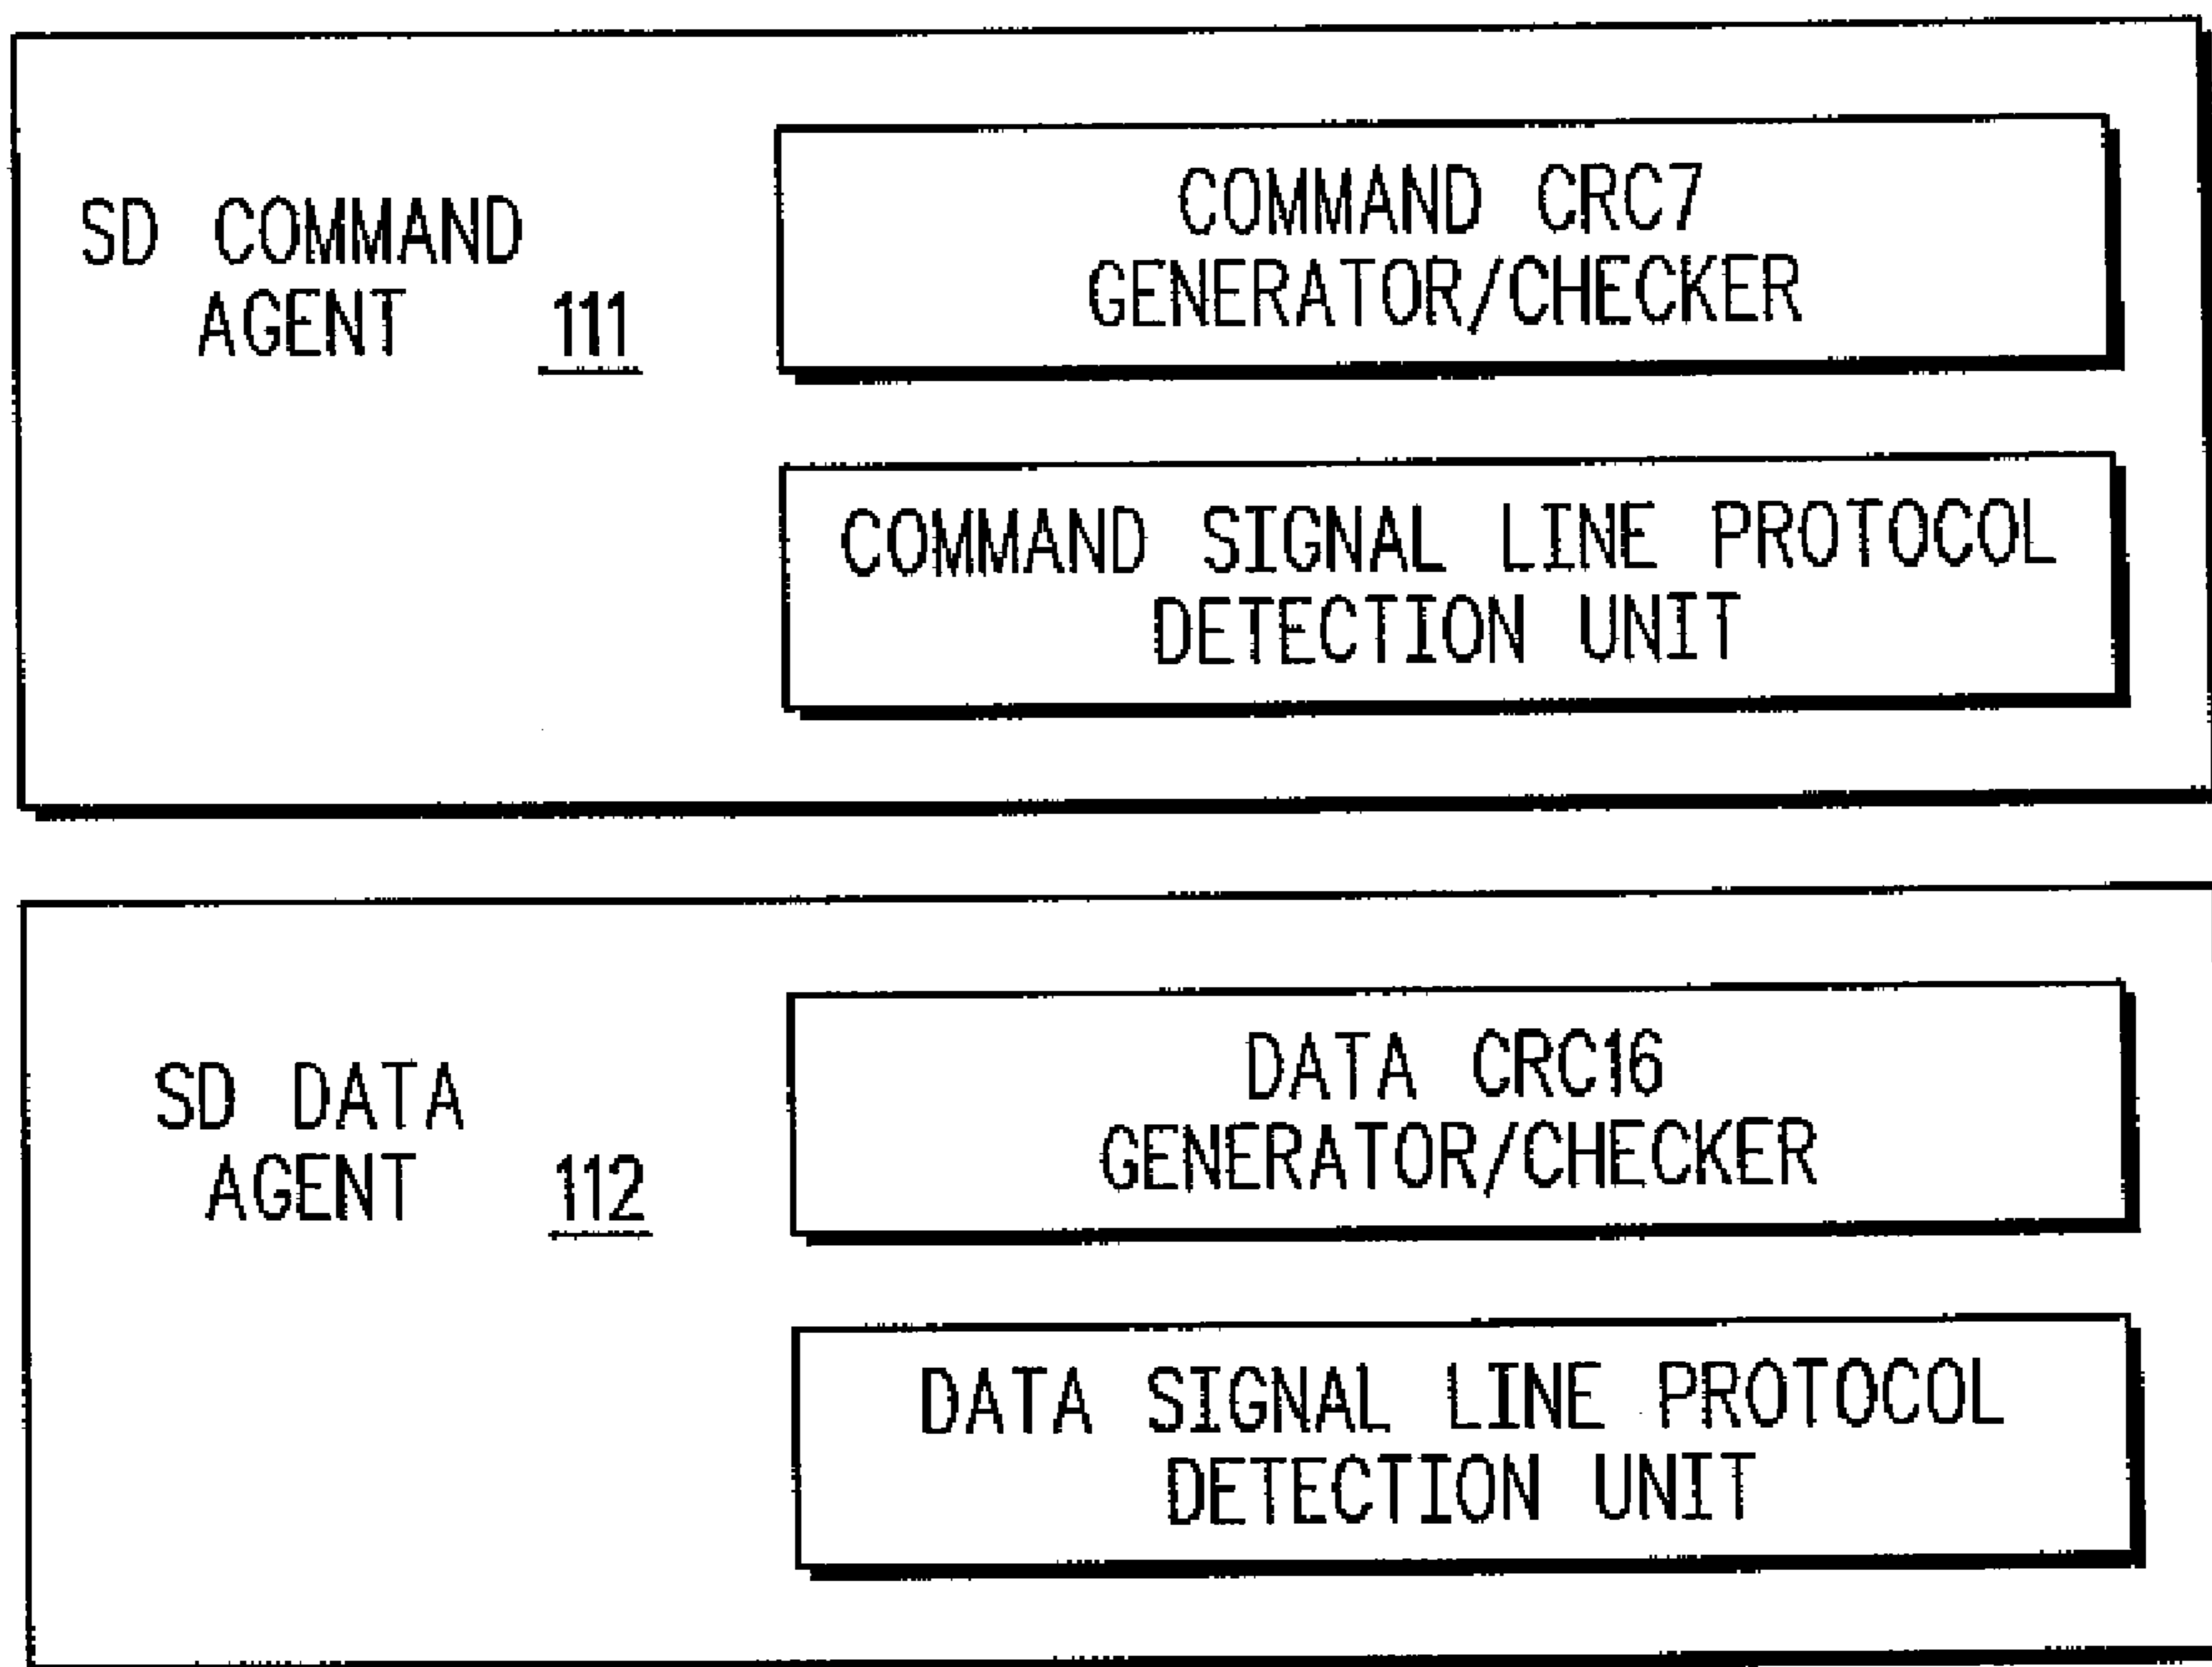 SD COMMAND
AGENT 111
COMMAND CRC7
GENERATOR/CHECKER
COMMAND SIGNAL LINE PROTOCOL
DETECTION UNIT
SD DATA
AGENT 112
DATA CRC16
GENERATOR/CHECKER
DATA SIGNAL LINE PROTOCOL
DETECTION UNIT